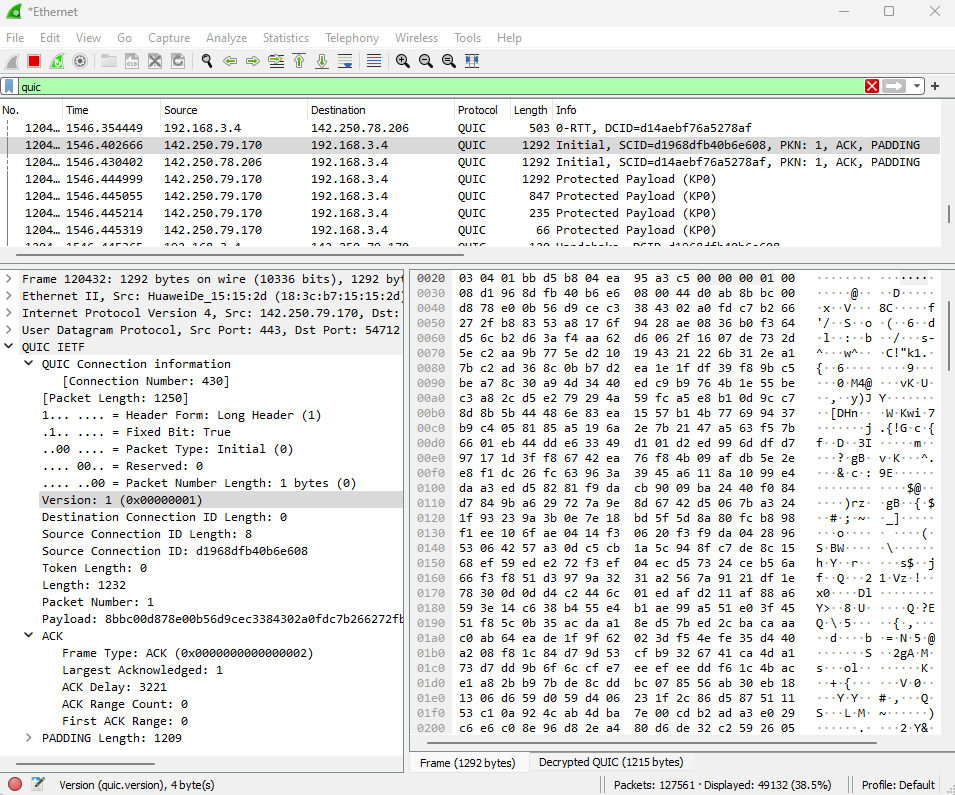 *Ethernet
File Edit View Go Capture Analyze Statistics Telephony Wireless Tools Help
quic
No. Time Source Destination Protocol Length Info
1204… 1546.354449 192.168.3.4 142.250.78.206 QUIC 503 0-RTT, DCID=d14aebf76a5278af
1204… 1546.402666 142.250.79.170 192.168.3.4 QUIC 1292 Initial, SCID=d1968dfb40b6e608, PKN: 1, ACK, PADDING
1204… 1546.430402 142.250.78.206 192.168.3.4 QUIC 1292 Initial, SCID=d14aebf76a5278af, PKN: 1, ACK, PADDING
1204… 1546.444999 142.250.79.170 192.168.3.4 QUIC 1292 Protected Payload (KP0)
1204… 1546.445055 142.250.79.170 192.168.3.4 QUIC 847 Protected Payload (KP0)
1204… 1546.445214 142.250.79.170 192.168.3.4 QUIC 235 Protected Payload (KP0)
1204… 1546.445319 142.250.79.170 192.168.3.4 QUIC 66 Protected Payload (KP0)
1204… 1546.445365 192.168.3.4 142.250.79.170 QUIC 120 Handshake, DCID=d1968dfb40b6e608
Frame 120432: 1292 bytes on wire (10336 bits), 1292 byt
Ethernet II, Src: HuaweiDe_15:15:2d (18:3c:b7:15:15:2d)
Internet Protocol Version 4, Src: 142.250.79.170, Dst:
User Datagram Protocol, Src Port: 443, Dst Port: 54712
QUIC IETF
QUIC Connection information
[Connection Number: 430]
[Packet Length: 1250]
1... .... = Header Form: Long Header (1)
.1.. .... = Fixed Bit: True
..00 .... = Packet Type: Initial (0)
.... 00.. = Reserved: 0
.... ..00 = Packet Number Length: 1 bytes (0)
Version: 1 (0x00000001)
Destination Connection ID Length: 0
Source Connection ID Length: 8
Source Connection ID: d1968dfb40b6e608
Token Length: 0
Length: 1232
Packet Number: 1
Payload: 8bbc00d878e00b56d9cec3384302a0fdc7b266272fb
ACK
Frame Type: ACK (0x0000000000000002)
Largest Acknowledged: 1
ACK Delay: 3221
ACK Range Count: 0
First ACK Range: 0
PADDING Length: 1209
0020 03 04 01 bb d5 b8 04 ea 95 a3 c5 00 00 00 01 00
0030 08 d1 96 8d fb 40 b6 e6 08 00 44 d0 ab 8b bc 00
0040 d8 78 e0 0b 56 d9 ce c3 38 43 02 a0 fd c7 b2 66
0050 27 2f b8 83 53 a8 17 6f 94 28 ae 08 36 b0 f3 64
0060 d5 6c b2 d6 3a f4 aa 62 d6 06 2f 16 07 de 73 2d
0070 5e c2 aa 9b 77 5e d2 10 19 43 21 22 6b 31 2e a1
0080 7b c2 ad 36 8c 0b b7 d2 ea 1e 1f df 39 f8 9b c5
0090 be a7 8c 30 a9 4d 34 40 ed c9 b9 76 4b 1e 55 be
00a0 c3 a8 2c d5 e2 79 29 4a 59 fc a5 e8 b1 0d 9c c7
00b0 8d 8b 5b 44 48 6e 83 ea 15 57 b1 4b 77 69 94 37
00c0 b9 c4 05 81 85 a5 19 6a 2e 7b 21 47 a5 63 f5 7b
00d0 66 01 eb 44 dd e6 33 49 d1 01 d2 ed 99 6d df d7
00e0 97 17 1d 3f f8 67 42 ea 76 f8 4b 09 af db 5e 2e
00f0 e8 f1 dc 26 fc 63 96 3a 39 45 a6 11 8a 10 99 e4
0100 da a3 ed d5 82 81 f9 da cb 90 09 ba 24 40 f0 84
0110 d7 84 9b a6 29 72 7a 9e 8d 67 42 d5 06 7b a3 24
0120 1f 93 23 9a 3b 0e 7e 18 bd 5f 5d 8a 80 fc b8 98
0130 f1 ee 10 6f ae 04 14 f3 06 20 f3 f9 da 04 28 96
0140 53 06 42 57 a3 0d c5 cb 1a 5c 94 8f c7 de 8c 15
0150 68 ef 59 ed e2 72 f3 ef 04 ec d5 73 24 ce b5 6a
0160 66 f3 f8 51 d3 97 9a 32 31 a2 56 7a 91 21 df 1e
0170 78 30 0d 0d d4 c2 44 6c 01 ed af d2 11 af 88 a6
0180 59 3e 14 c6 38 b4 55 e4 b1 ae 99 a5 51 e0 3f 45
0190 51 f8 5c 0b 35 ac da a1 8e d5 7b ed 2c ba ca aa
01a0 c0 ab 64 ea de 1f 9f 62 02 3d f5 4e fe 35 d4 40
01b0 a2 08 f8 1c 84 d7 9d 53 cf b9 32 67 41 ca 4d a1
01c0 73 d7 dd 9b 6f 6c cf e7 ee ef ee dd f6 1c 4b ac
01d0 e1 a8 2b b9 7b de 8c dd bc 07 85 56 ab 30 eb 18
01e0 13 06 d6 59 d0 59 d4 06 23 1f 2c 86 d5 87 51 11
01f0 53 c1 0a 92 4c ab 4d ba 7e 00 cd b2 ad a3 e0 29
0200 c6 e6 c0 8e 96 d8 2e a4 80 d6 de 32 c2 59 26 05
Frame (1292 bytes) Decrypted QUIC (1215 bytes)
Version (quic.version), 4 byte(s) Packets: 127561 · Displayed: 49132 (38.5%) Profile: Default